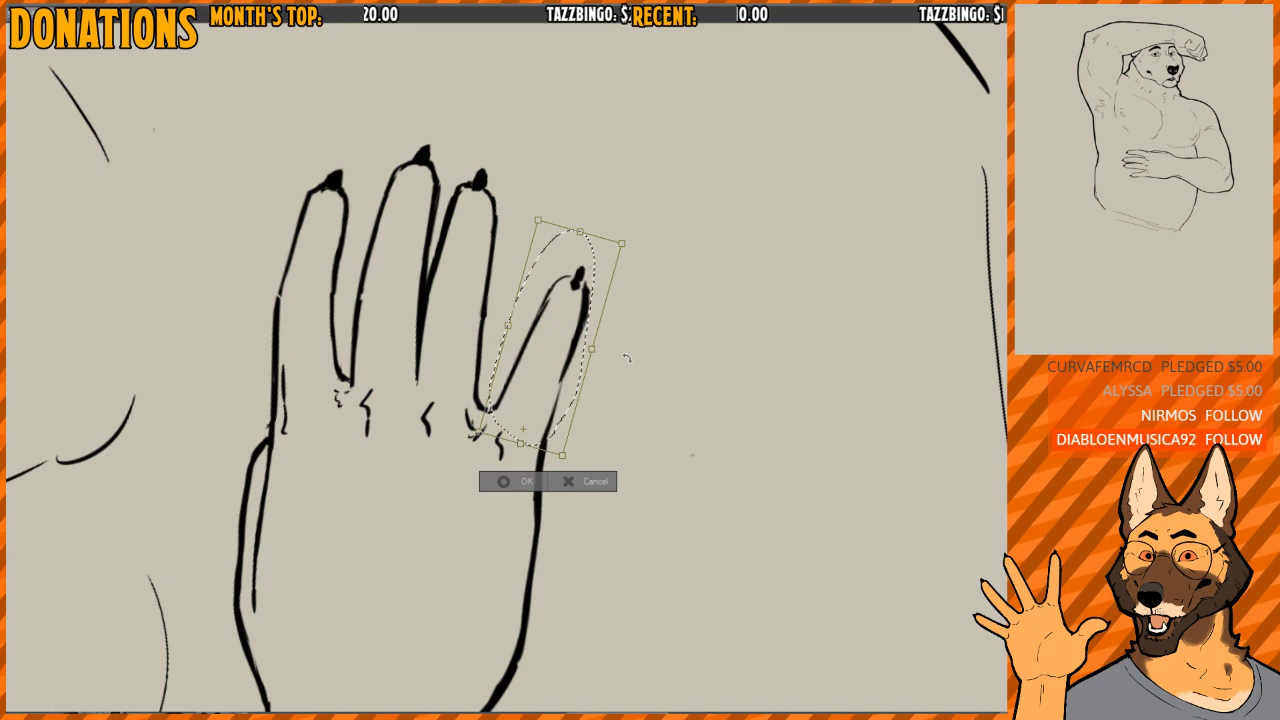 DONATIONS
MONTH'S TOP: 20.00 TAZZBINGO:
RECENT: 0.00 TAZZBINGO: $
CURVAFEMRCD PLEDGED $5.00
ALYSSA PLEDGED $5.00
NIRMOS FOLLOW
DIABLOENMUSICA92 FOLLOW
OK Cancel